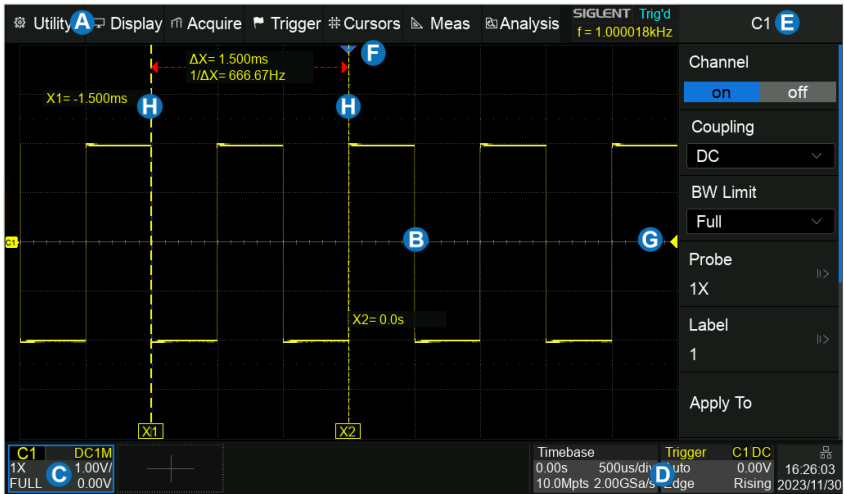 Utility A Display Acquire Trigger Cursors Meas Analysis
SIGLENT Trig'd
f = 1.000018kHz
C1 E
ΔX= 1.500ms
1/ΔX= 666.67Hz
F
X1= -1.500ms
H
H
Channel
on off
Coupling
DC
BW Limit
Full
C1
B
G
Probe
1X
X2= 0.0s
Label
1
Apply To
X1
X2
C1 DC1M
1X 1.00V/
FULL 0.00V
C
Timebase
0.00s 500us/div
10.0Mpts 2.00GSa/s
D
Trigger C1 DC
Auto 0.00V
Edge Rising
16:26:03
2023/11/30